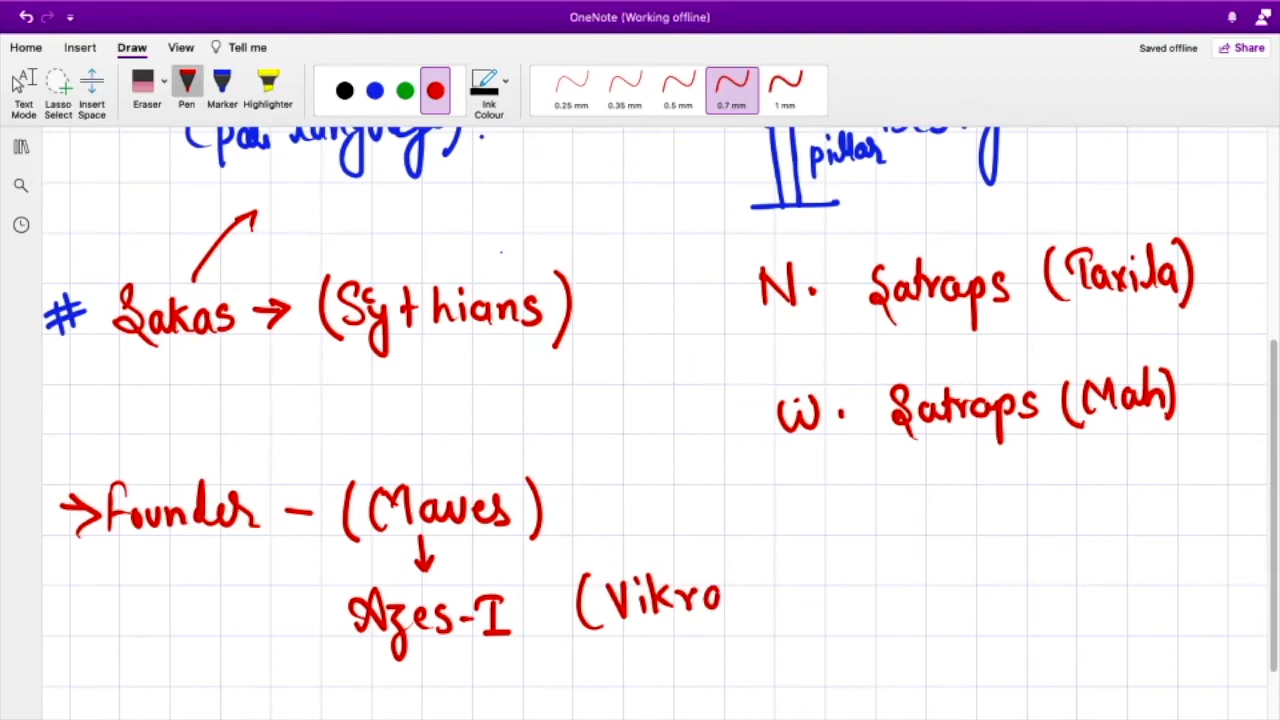 OneNote (Working offline)
Home Insert Draw View Tell me
Saved offline Share
Text Mode Lasso Select Insert Space Eraser Pen Marker Highlighter Ink Colour 0.25 mm 0.35 mm 0.5 mm 0.7 mm 1 mm
pillar
# Sakas → (Scythians) N. Satraps (Taxila)
W. Satraps (Mah)
→ Founder - (Maues)
↓
Azes-I (Vikro